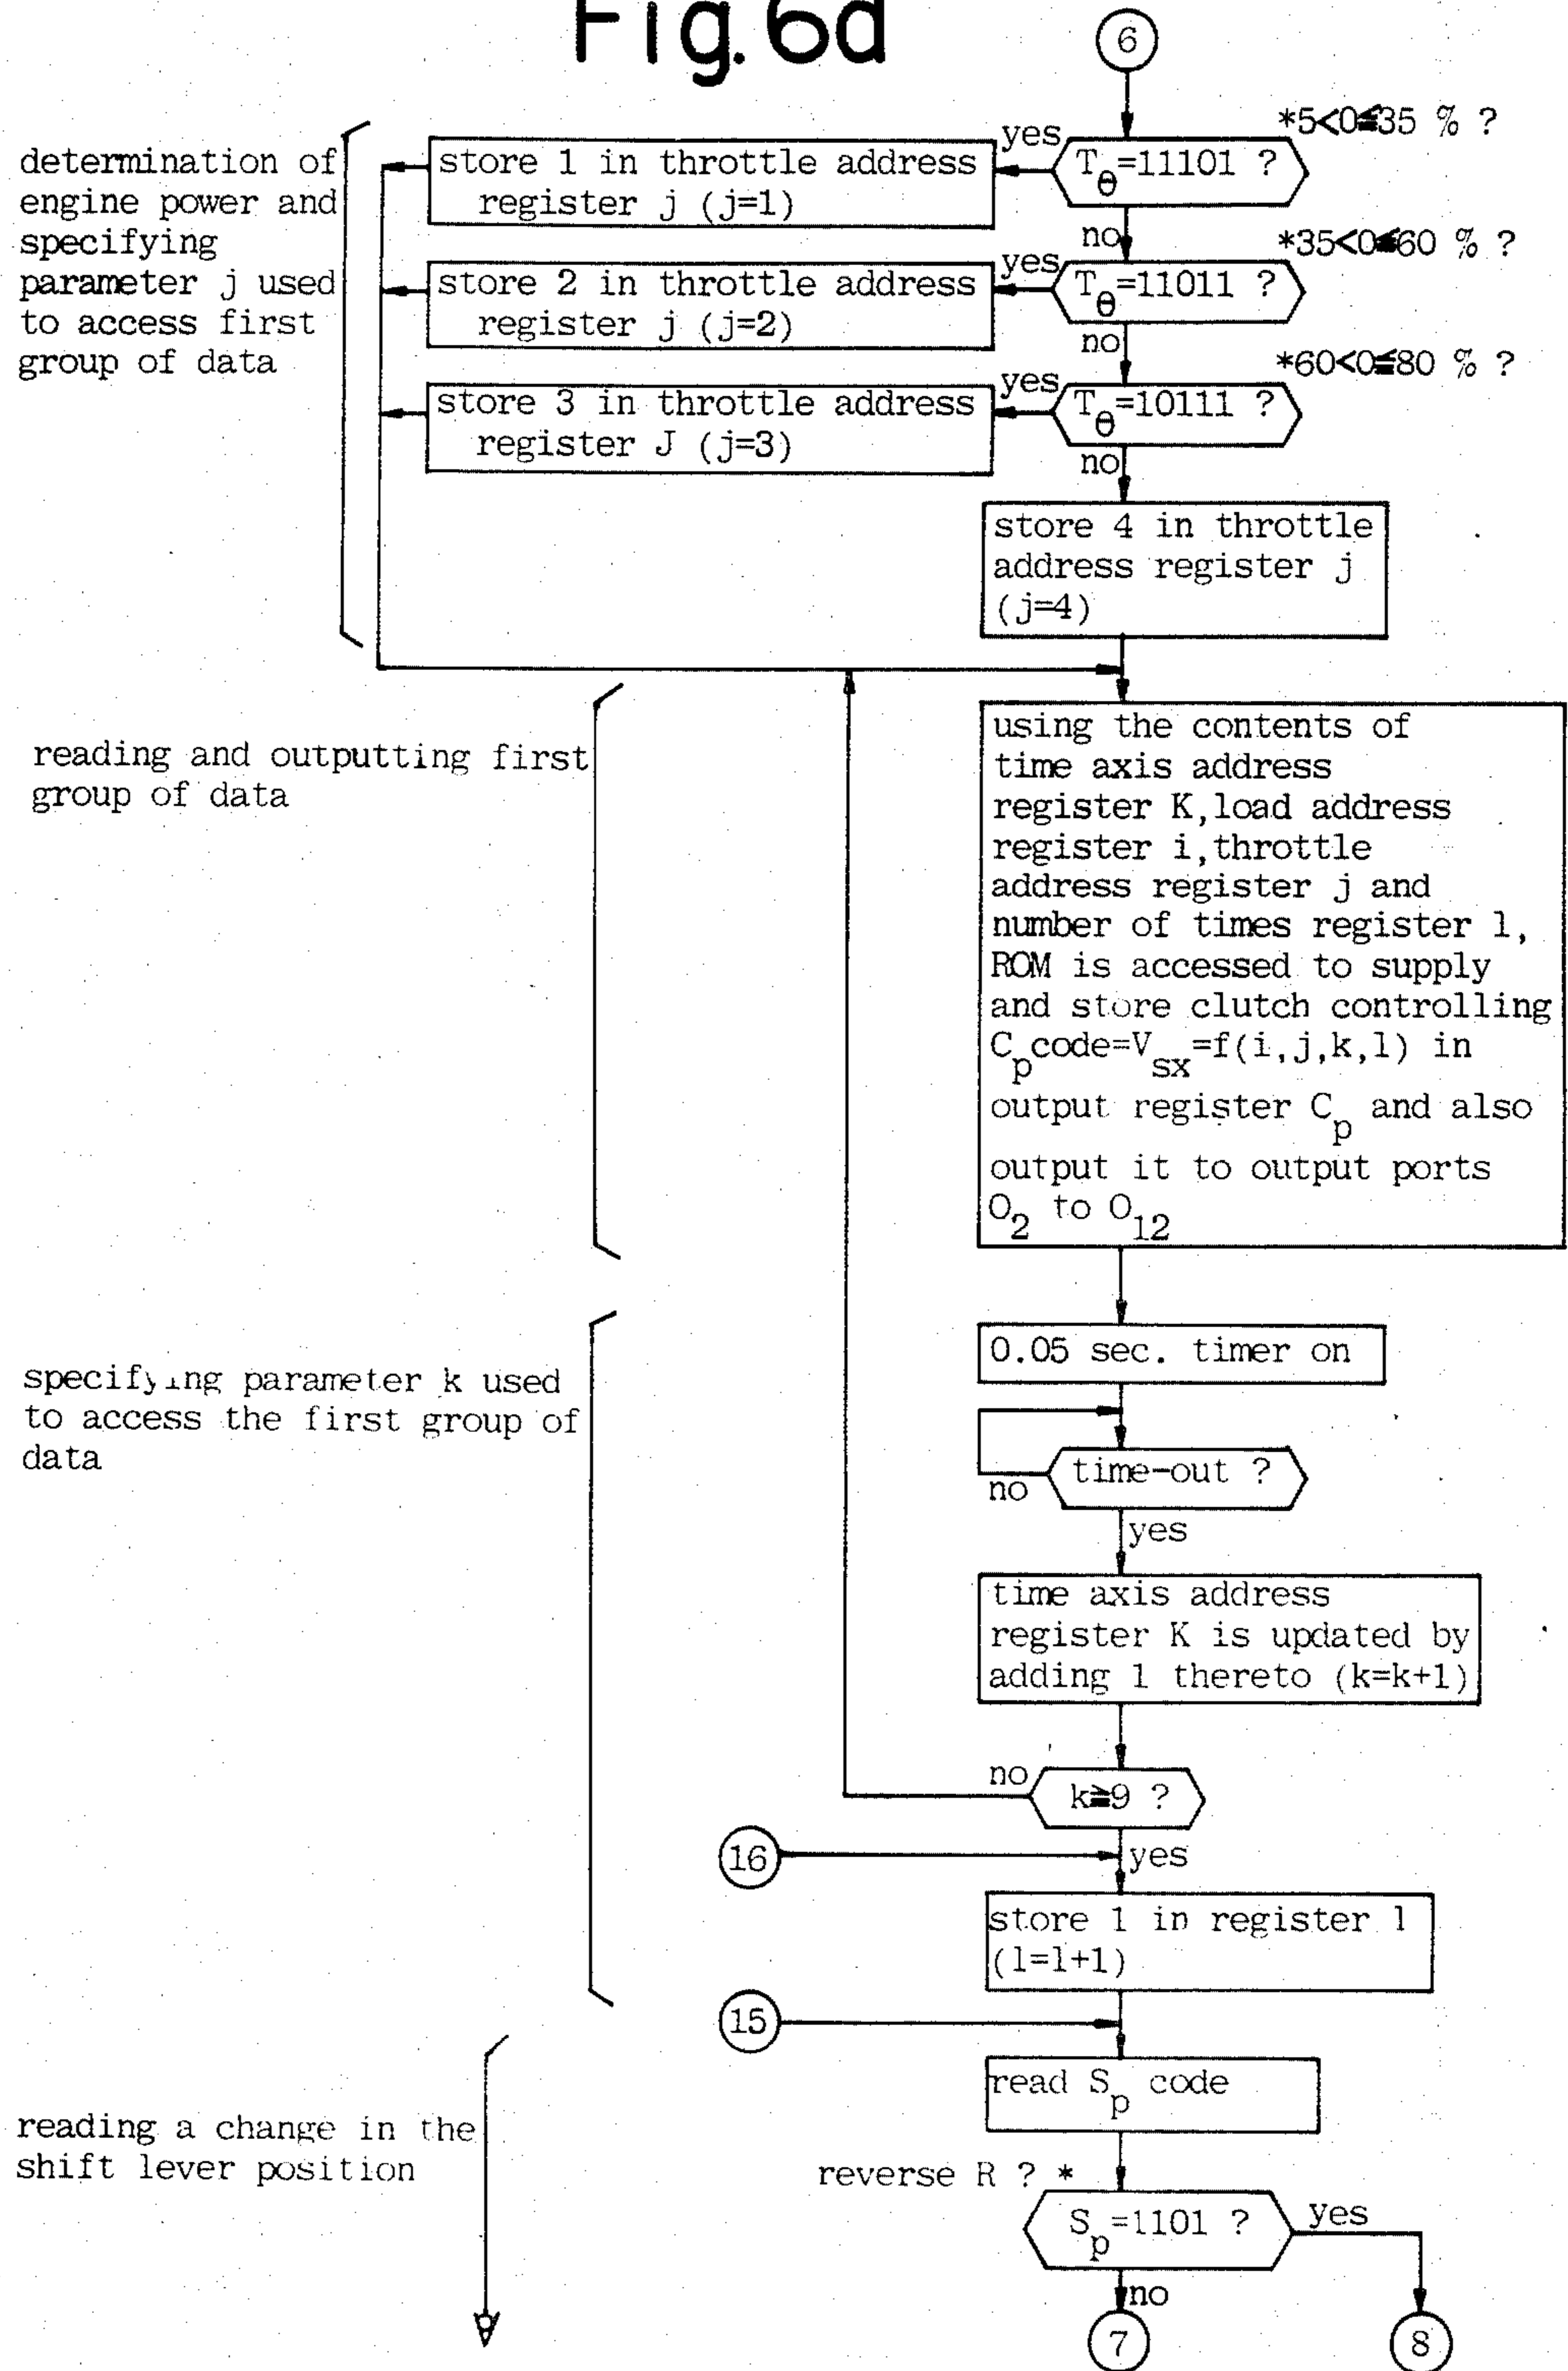 Fig. 6d
6
*5<0≦35 % ?
determination of
engine power and
specifying
parameter j used
to access first
group of data
store 1 in throttle address
register j (j=1)
yes
Tθ=11101 ?
no
*35<0≦60 % ?
store 2 in throttle address
register j (j=2)
yes
Tθ=11011 ?
no
*60<0≦80 % ?
store 3 in throttle address
register J (j=3)
yes
Tθ=10111 ?
no
store 4 in throttle
address register j
(j=4)
reading and outputting first
group of data
using the contents of
time axis address
register K,load address
register i,throttle
address register j and
number of times register l,
ROM is accessed to supply
and store clutch controlling
Cp code=Vsx=f(i,j,k,l) in
output register Cp and also
output it to output ports
O2 to O12
specifying parameter k used
to access the first group of
data
0.05 sec. timer on
time-out ?
no
yes
time axis address
register K is updated by
adding 1 thereto (k=k+1)
no
k≧9 ?
16
yes
store 1 in register l
(l=l+1)
15
read Sp code
reading a change in the
shift lever position
reverse R ? *
Sp=1101 ?
yes
no
7
8